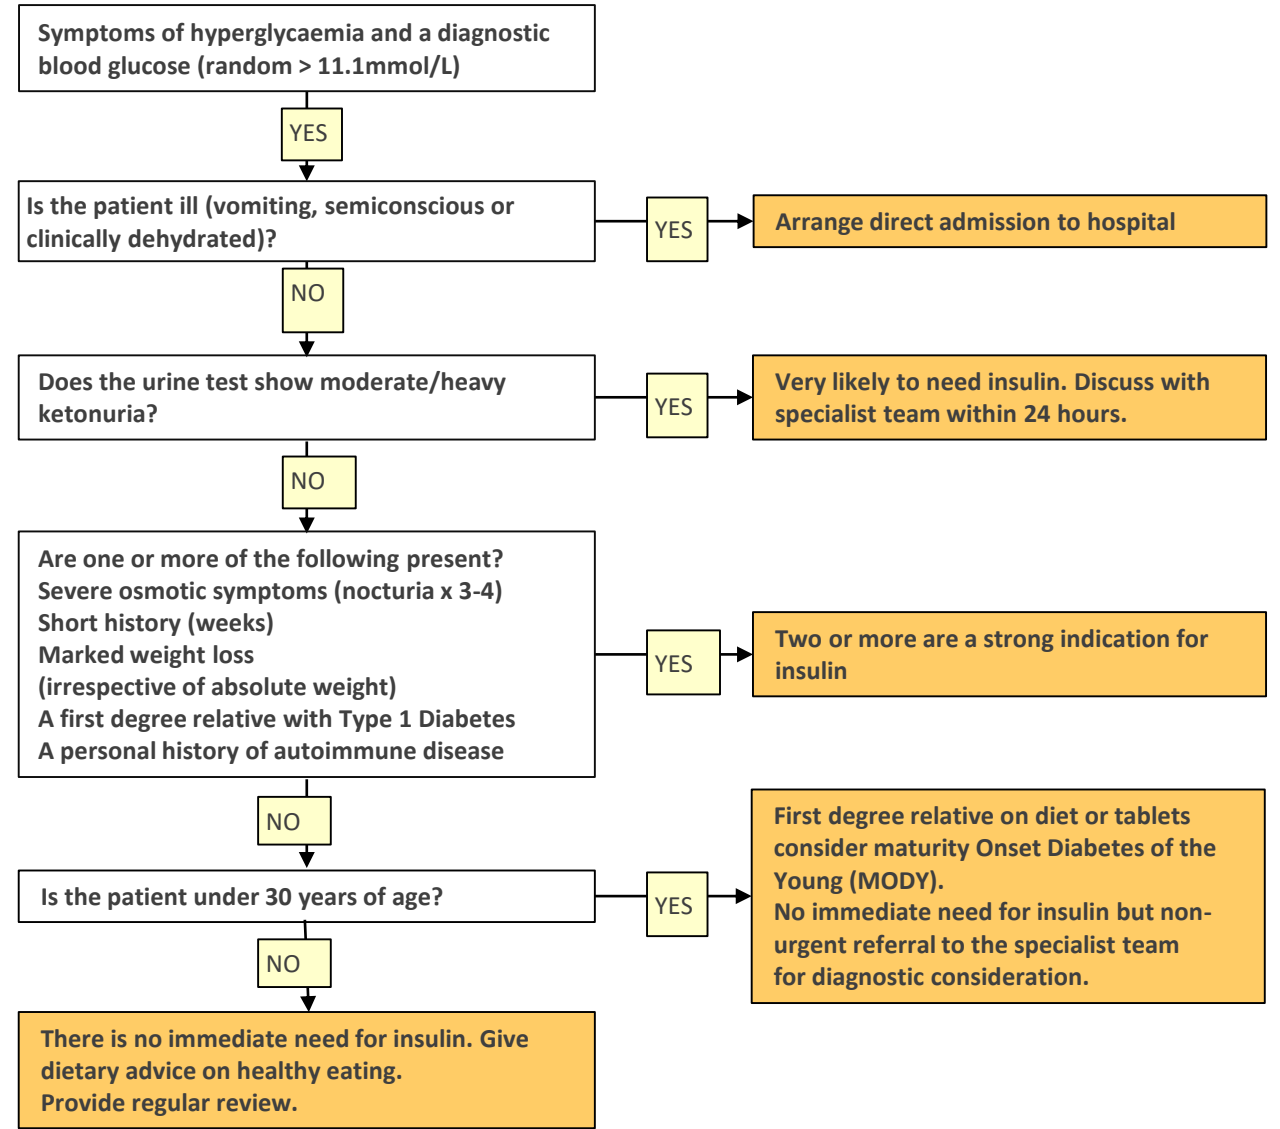 Symptoms of hyperglycaemia and a diagnostic
blood glucose (random > 11.1mmol/L)
YES
Is the patient ill (vomiting, semiconscious or
clinically dehydrated)?
YES
Arrange direct admission to hospital
NO
Does the urine test show moderate/heavy
ketonuria?
YES
Very likely to need insulin. Discuss with
specialist team within 24 hours.
NO
Are one or more of the following present?
Severe osmotic symptoms (nocturia x 3-4)
Short history (weeks)
Marked weight loss
(irrespective of absolute weight)
A first degree relative with Type 1 Diabetes
A personal history of autoimmune disease
YES
Two or more are a strong indication for
insulin
NO
Is the patient under 30 years of age?
YES
First degree relative on diet or tablets
consider maturity Onset Diabetes of the
Young (MODY).
No immediate need for insulin but non-
urgent referral to the specialist team
for diagnostic consideration.
NO
There is no immediate need for insulin. Give
dietary advice on healthy eating.
Provide regular review.